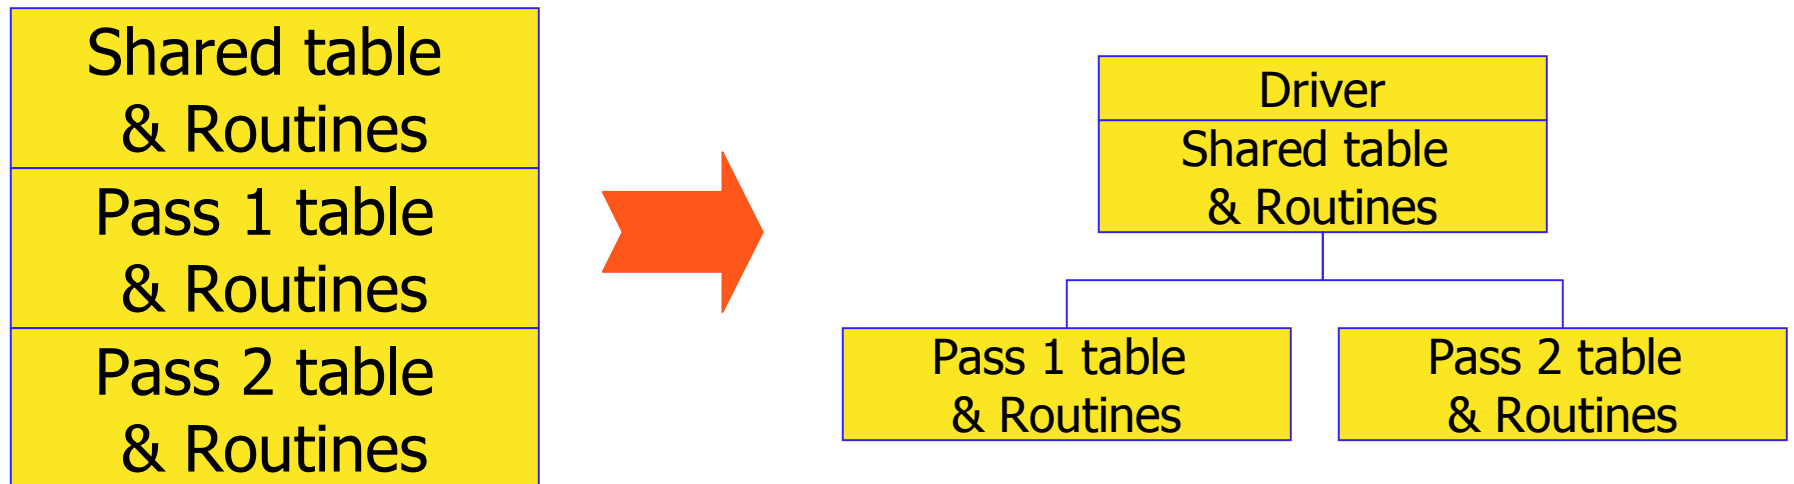 Shared table
& Routines
Pass 1 table
& Routines
Pass 2 table
& Routines
Driver
Shared table
& Routines
Pass 1 table
& Routines
Pass 2 table
& Routines